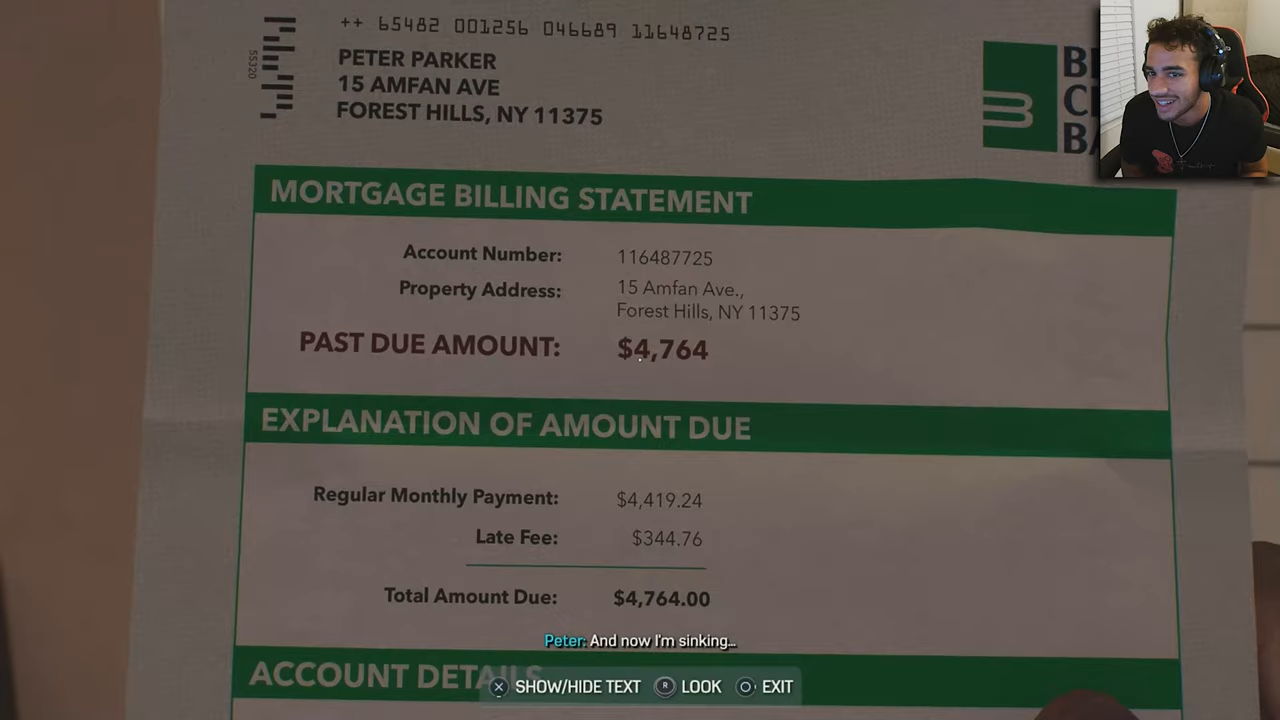 ++ 65482 001256 046689 11648725
55320
PETER PARKER
15 AMFAN AVE
FOREST HILLS, NY 11375
MORTGAGE BILLING STATEMENT
Account Number: 116487725
Property Address: 15 Amfan Ave.,
Forest Hills, NY 11375
PAST DUE AMOUNT: $4,764
EXPLANATION OF AMOUNT DUE
Regular Monthly Payment: $4,419.24
Late Fee: $344.76
Total Amount Due: $4,764.00
Peter: And now I'm sinking...
ACCOUNT DETAILS
SHOW/HIDE TEXT R LOOK EXIT